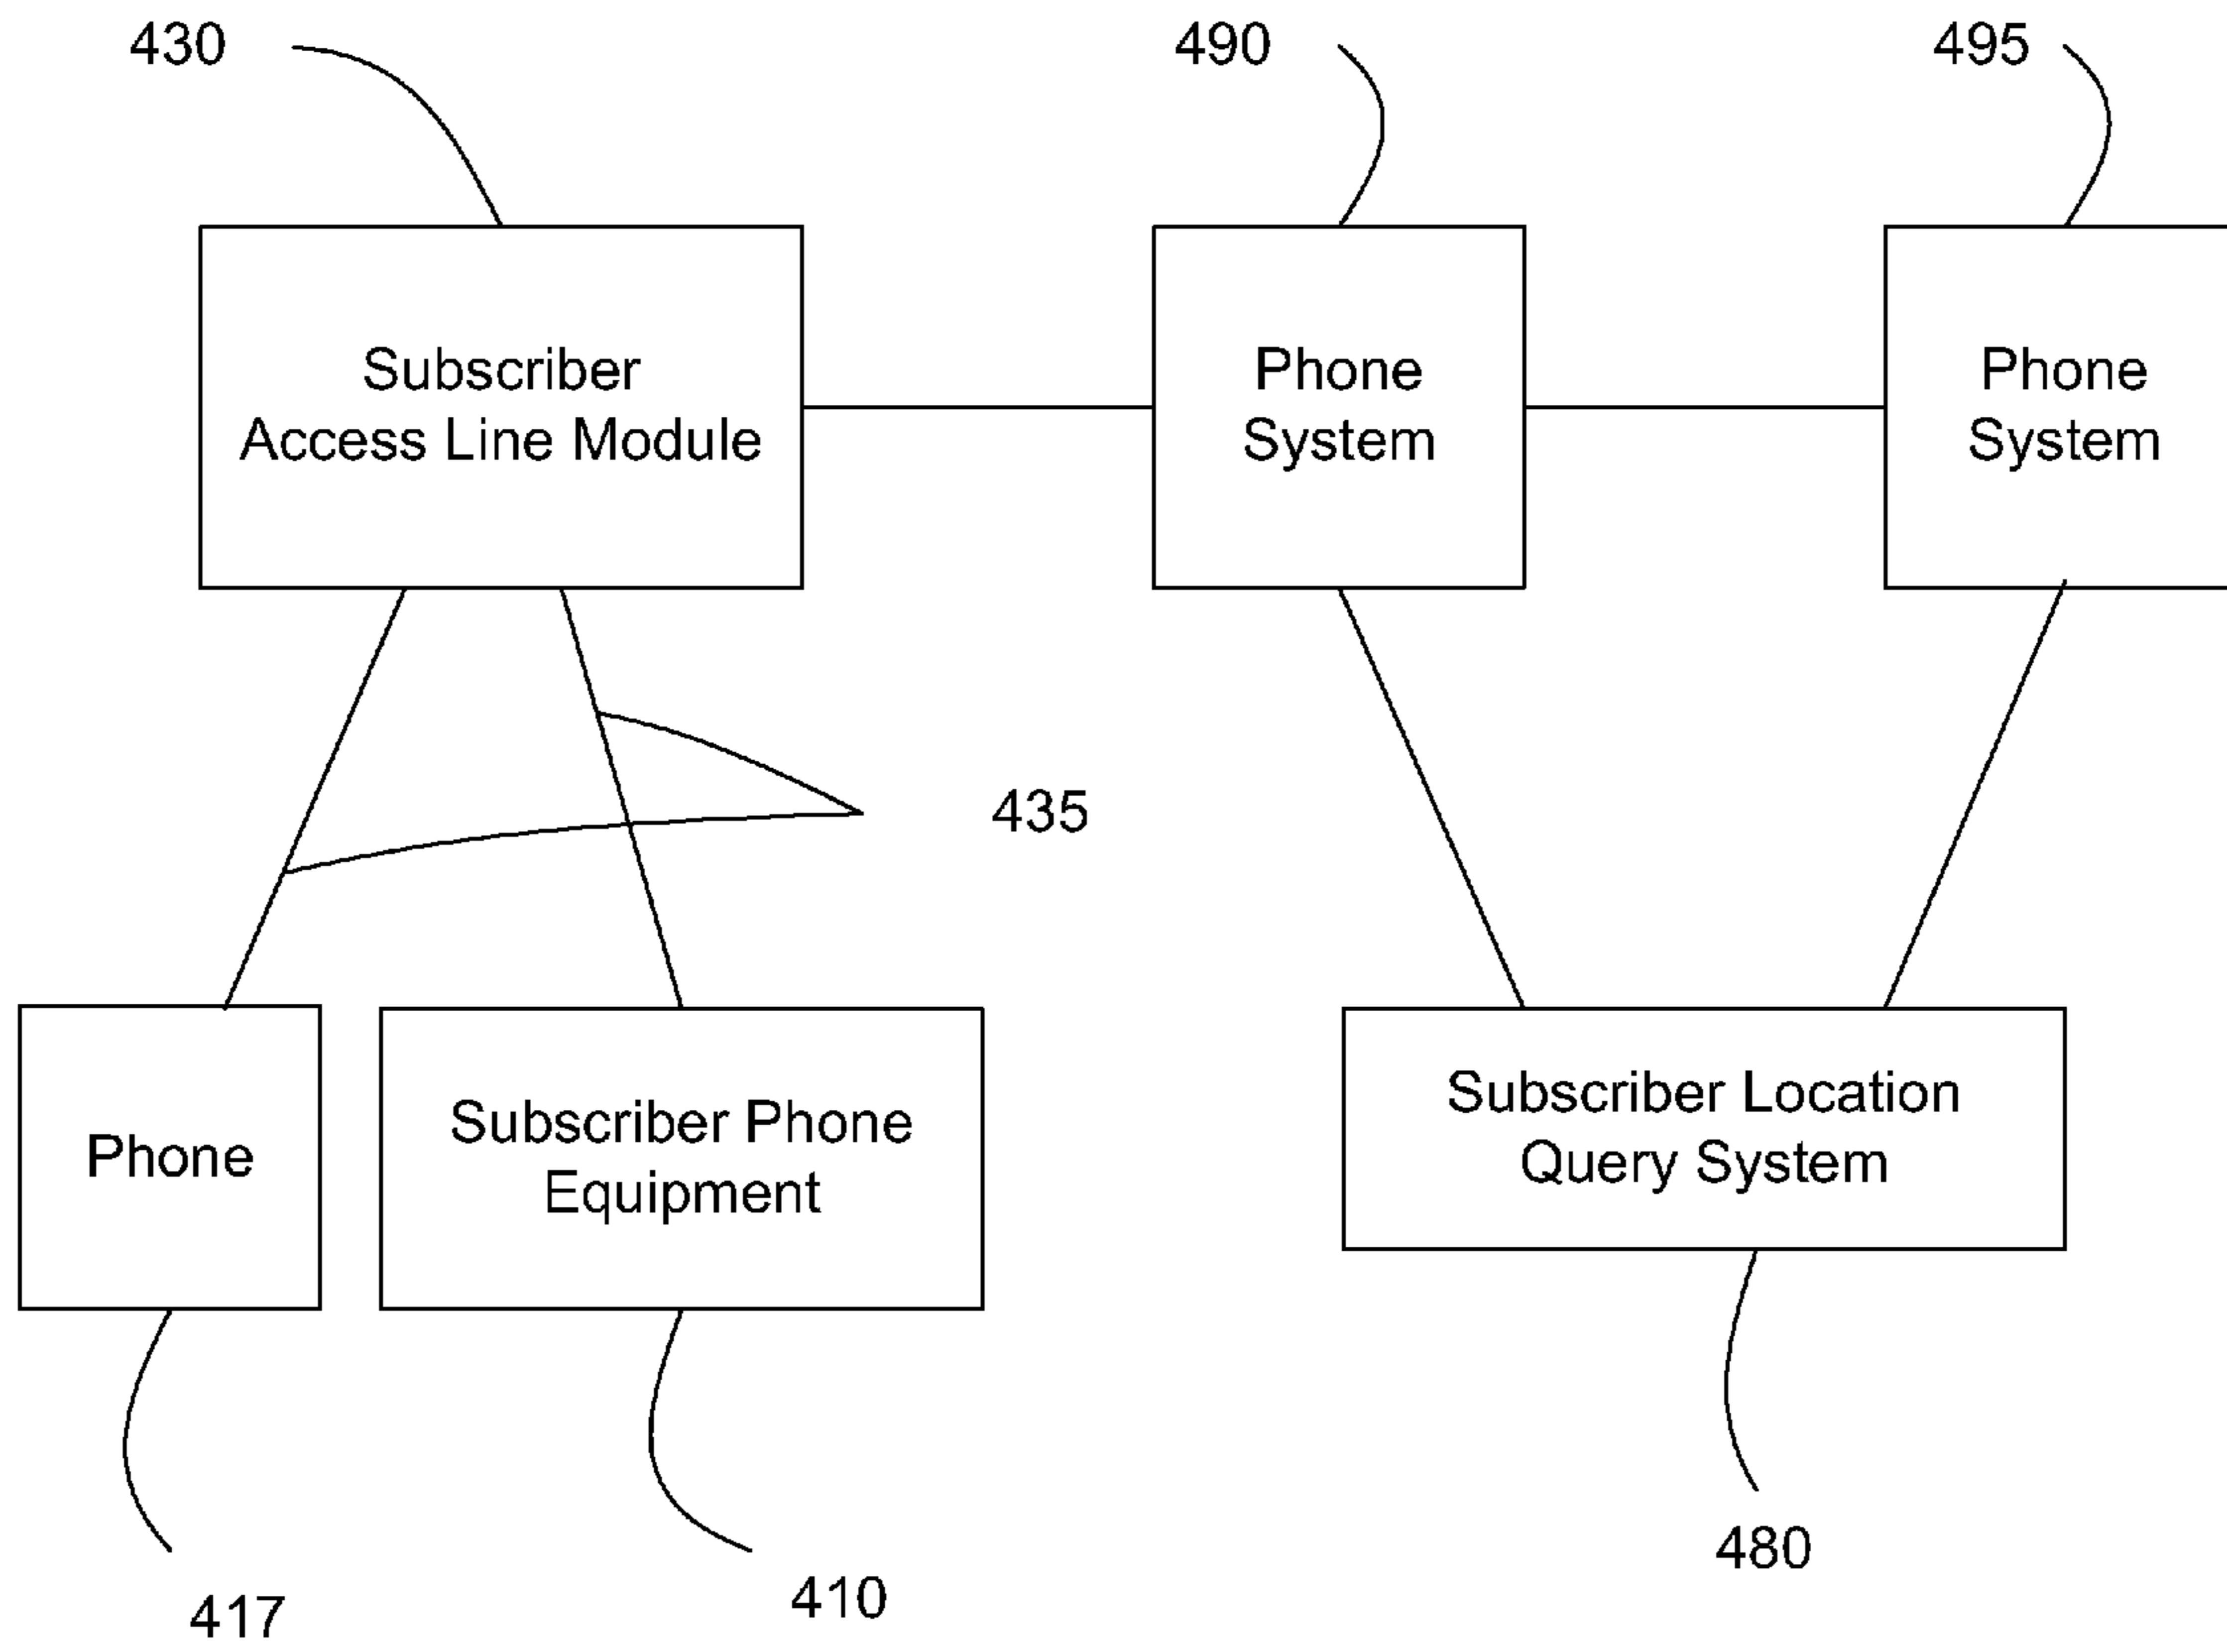 430
490
495
Subscriber
Access Line Module
Phone
System
Phone
System
435
Phone
Subscriber Phone
Equipment
Subscriber Location
Query System
417
410
480